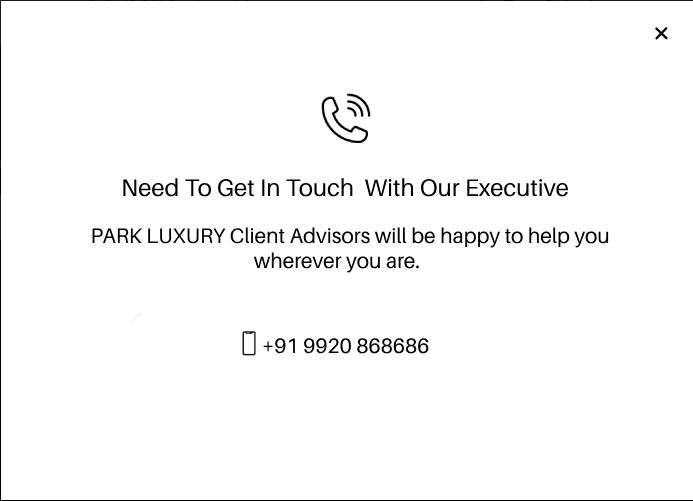 Need To Get In Touch  With Our Executive
PARK LUXURY Client Advisors will be happy to help you
wherever you are.
+91 9920 868686